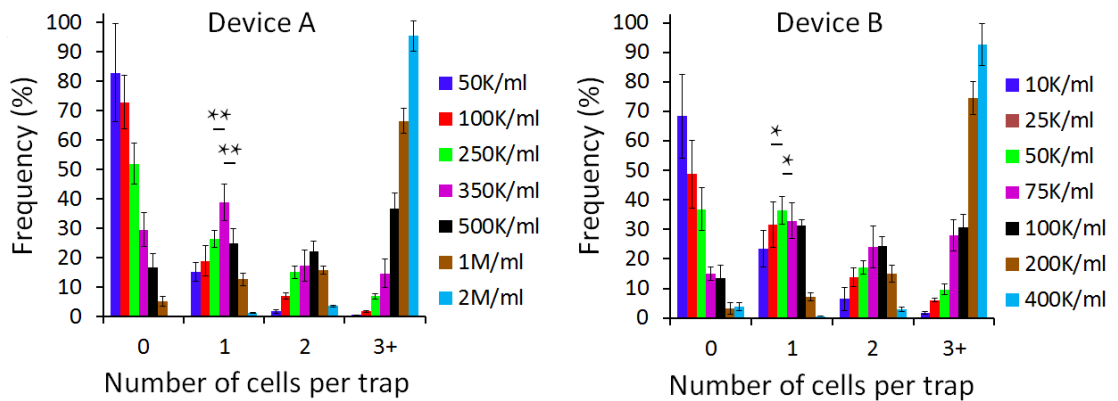 Device A
Frequency (%)
100
90
80
70
60
50
40
30
20
10
0
**
**
50K/ml
100K/ml
250K/ml
350K/ml
500K/ml
1M/ml
2M/ml
0 1 2 3+
Number of cells per trap
Device B
Frequency (%)
100
90
80
70
60
50
40
30
20
10
0
*
*
10K/ml
25K/ml
50K/ml
75K/ml
100K/ml
200K/ml
400K/ml
0 1 2 3+
Number of cells per trap